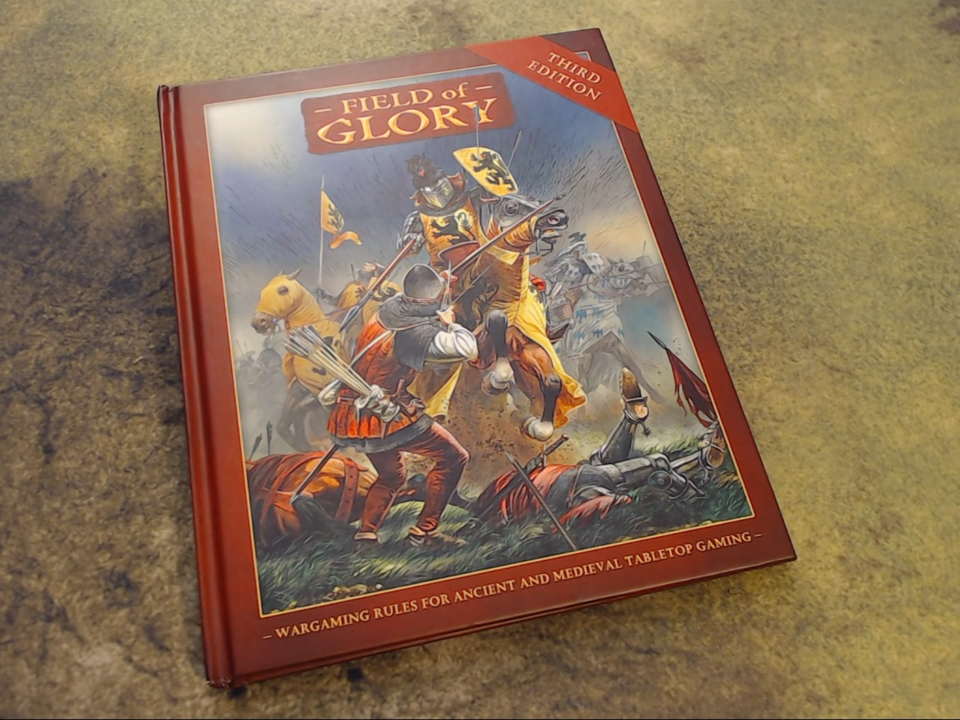 THIRD
EDITION
– FIELD of –
GLORY
– WARGAMING RULES FOR ANCIENT AND MEDIEVAL TABLETOP GAMING –